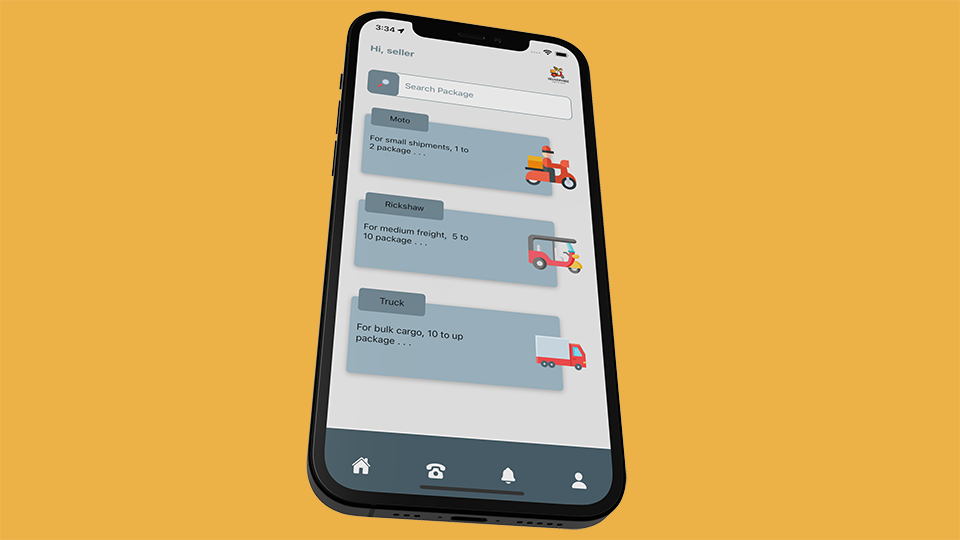 3:34
Hi, seller
Search Package
Moto
For small shipments, 1 to
2 package . . .
Rickshaw
For medium freight,  5 to
10 package . . .
Truck
For bulk cargo, 10 to up
package . . .